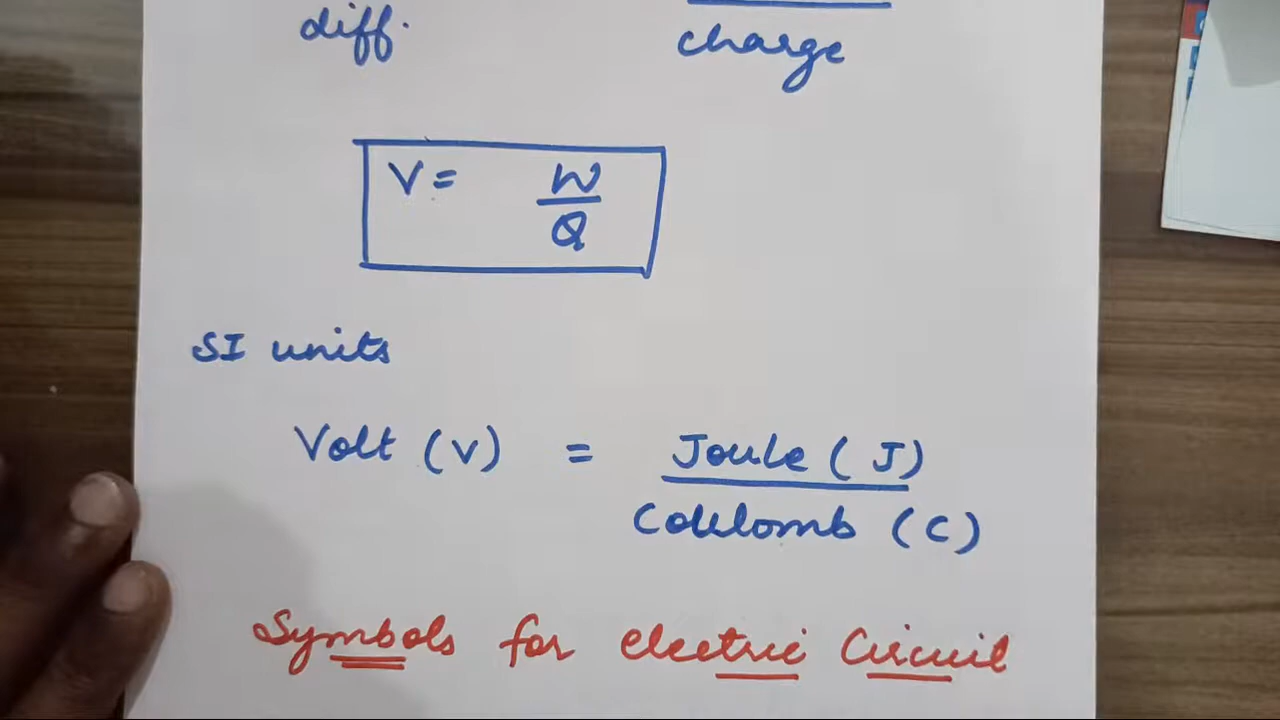 diff.
charge
V = W
Q
SI units
Volt (V) = Joule (J)
Coulomb (C)
Symbols for electric Circuit